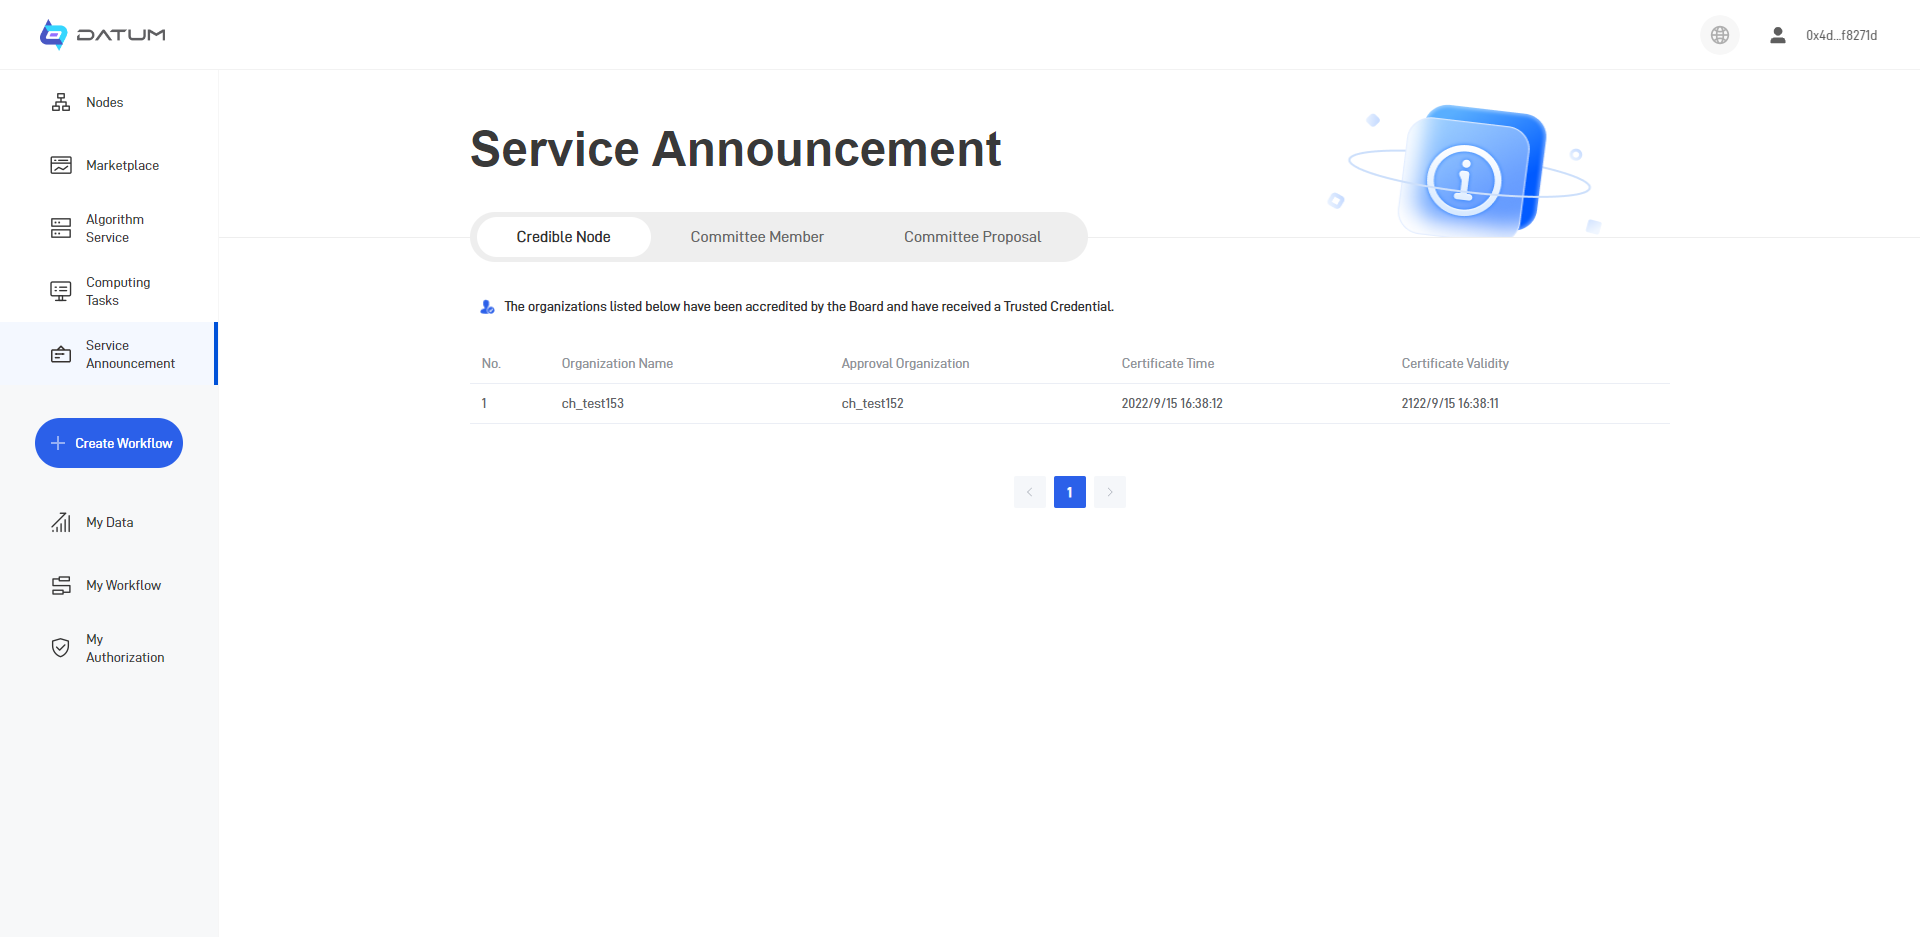 DATUM
0x4d...f8271d
Nodes
Marketplace
Algorithm
Service
Computing
Tasks
Service
Announcement
Create Workflow
My Data
My Workflow
My
Authorization
Service Announcement
Credible Node Committee Member Committee Proposal
The organizations listed below have been accredited by the Board and have received a Trusted Credential.
No. Organization Name Approval Organization Certificate Time Certificate Validity
1 ch_test153 ch_test152 2022/9/15 16:38:12 2122/9/15 16:38:11
1